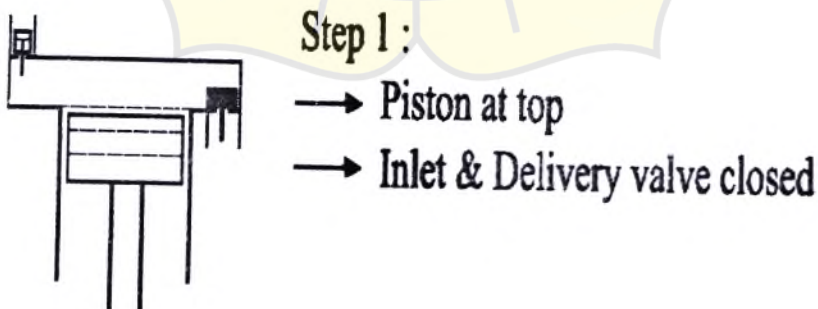 Step 1 :
→ Piston at top
→ Inlet & Delivery valve closed